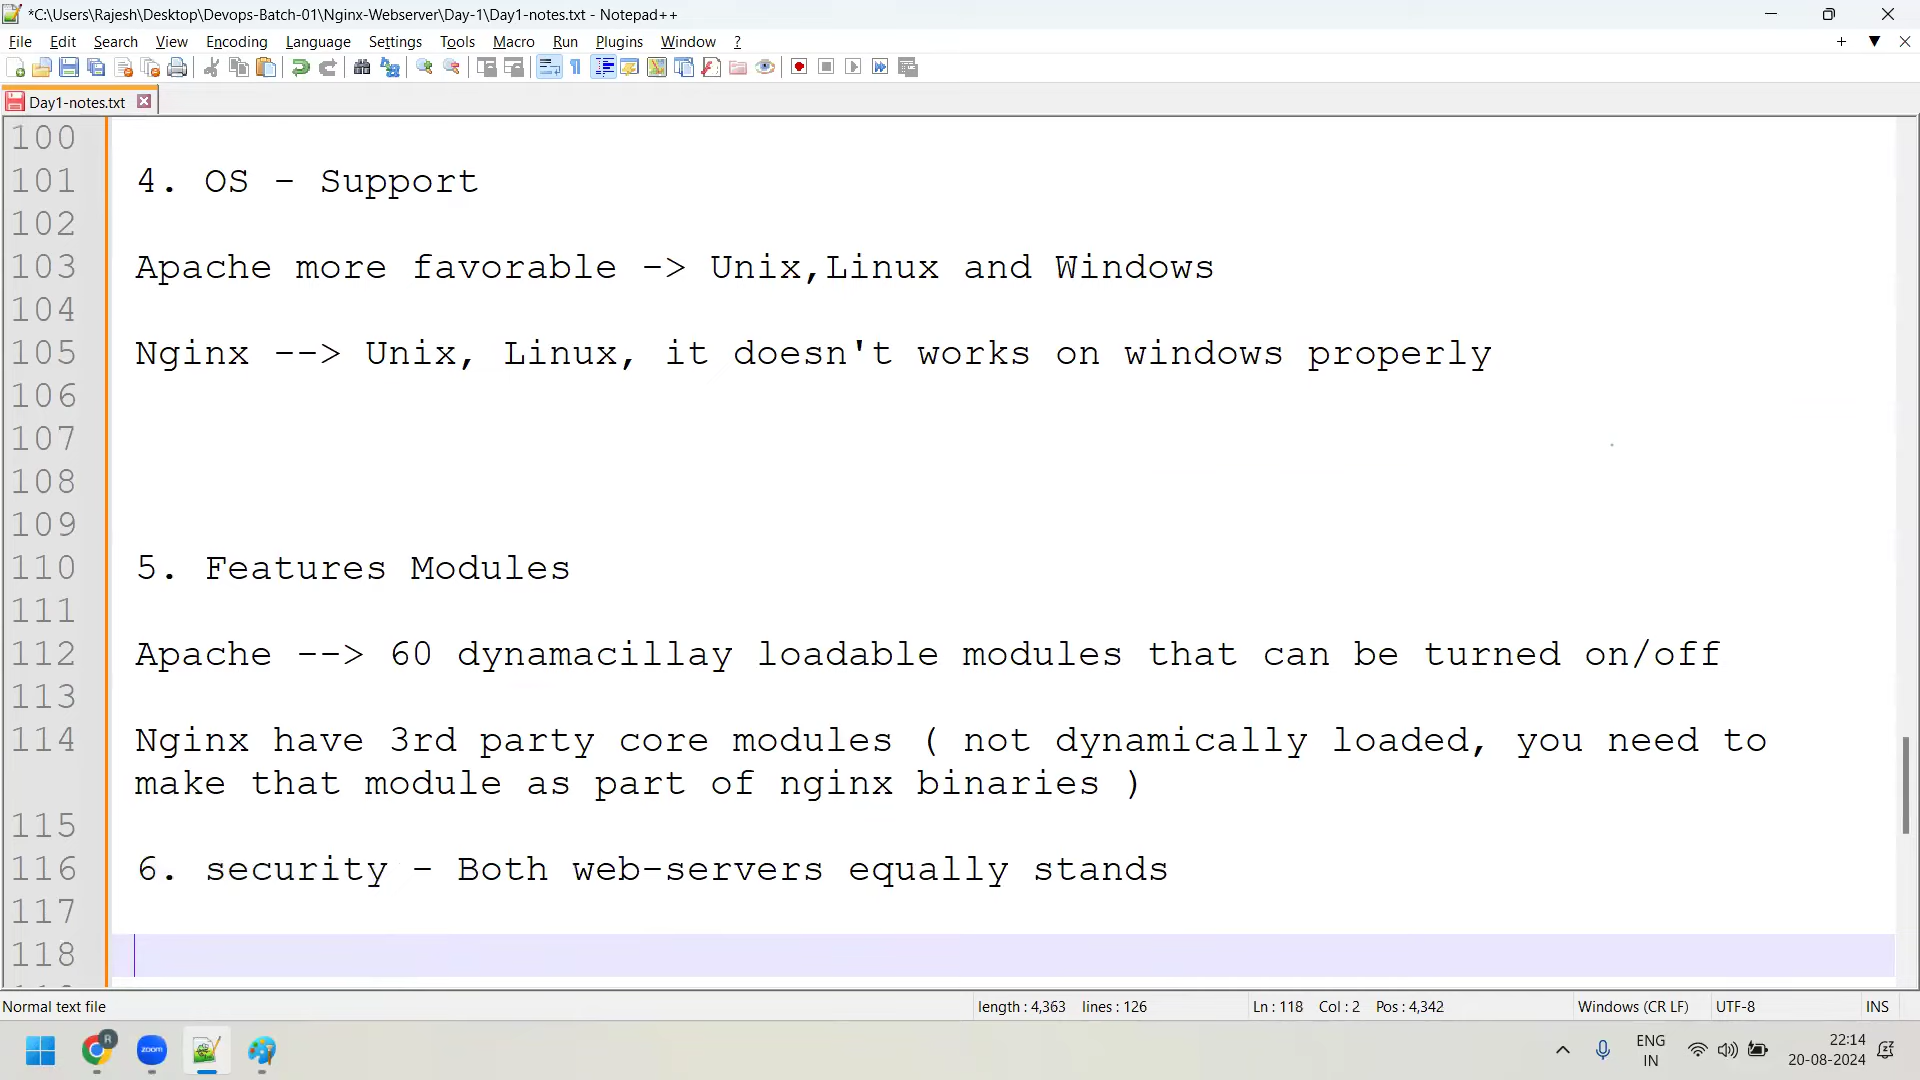 *C:\Users\Rajesh\Desktop\Devops-Batch-01\Nginx-Webserver\Day-1\Day1-notes.txt - Notepad++
File Edit Search View Encoding Language Settings Tools Macro Run Plugins Window ?
Day1-notes.txt
100
101 4. OS - Support
102
103 Apache more favorable -> Unix,Linux and Windows
104
105 Nginx --> Unix, Linux, it doesn't works on windows properly
106
107
108
109
110 5. Features Modules
111
112 Apache --> 60 dynamacillay loadable modules that can be turned on/off
113
114 Nginx have 3rd party core modules ( not dynamically loaded, you need to
make that module as part of nginx binaries )
115
116 6. security - Both web-servers equally stands
117
118
Normal text file length : 4,363 lines : 126 Ln : 118 Col : 2 Pos : 4,342 Windows (CR LF) UTF-8 INS
R
zoom
ENG
IN
22:14
20-08-2024